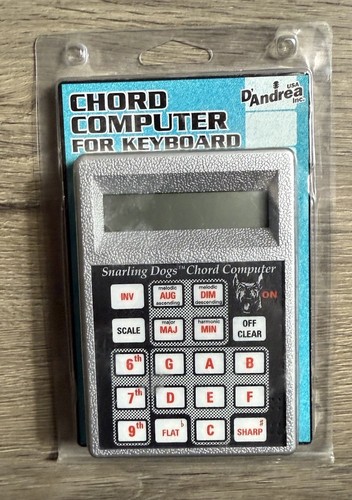 CHORD
COMPUTER
FOR KEYBOARD
D'Andrea
USA
Inc.
Snarling Dogs™ Chord Computer
INV
melodic
AUG
ascending
melodic
DIM
descending
ON
SCALE
major
MAJ
harmonic
MIN
OFF
CLEAR
6th G A B
7th D E F
9th FLAT ♭ C SHARP ♯